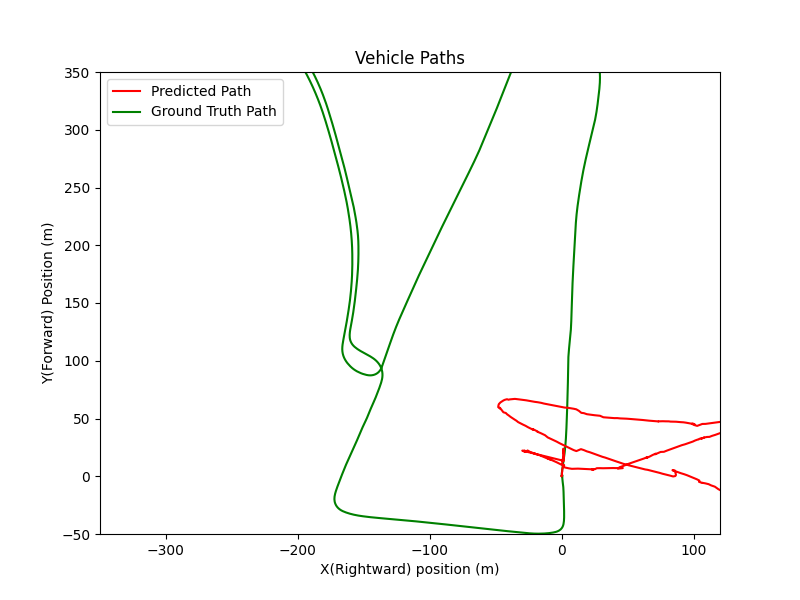 Vehicle Paths
Predicted Path
Ground Truth Path
Y(Forward) Position (m)
350
300
250
200
150
100
50
0
−50
−300
−200
−100
0
100
X(Rightward) position (m)